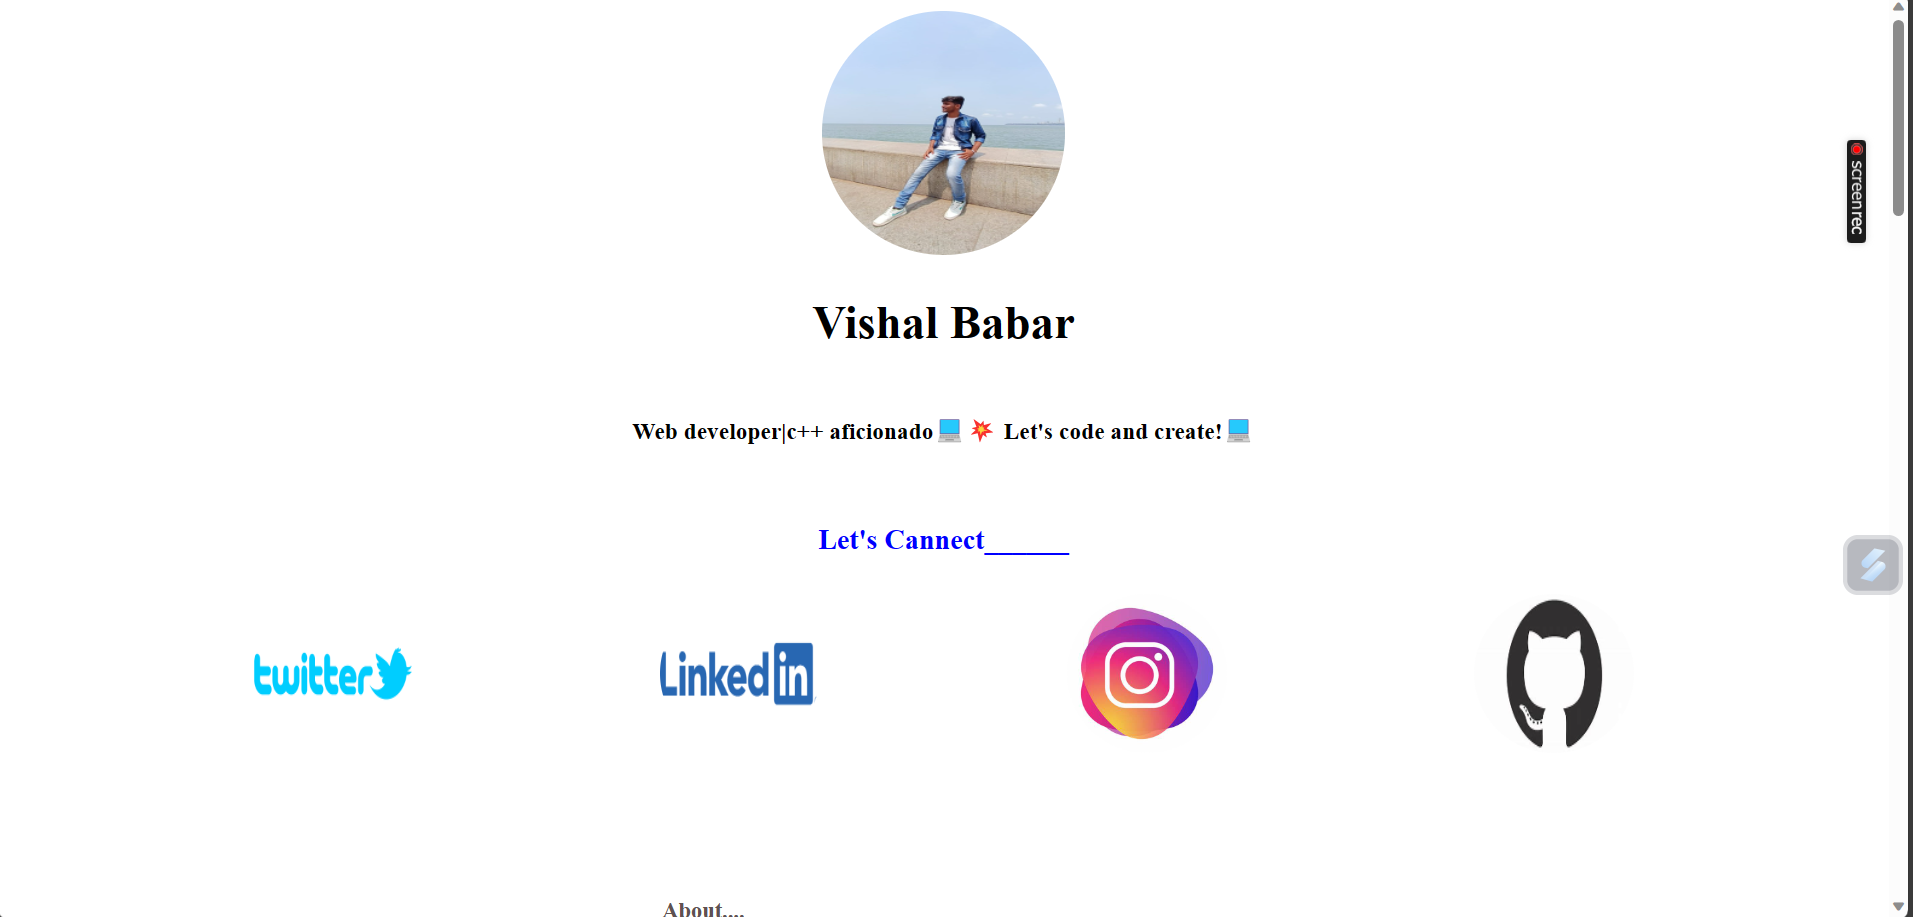 screenrec
Vishal Babar
Web developer|c++ aficionado💻 💥 Let's code and create!💻
Let's Cannect______
twitter
Linked in
About....